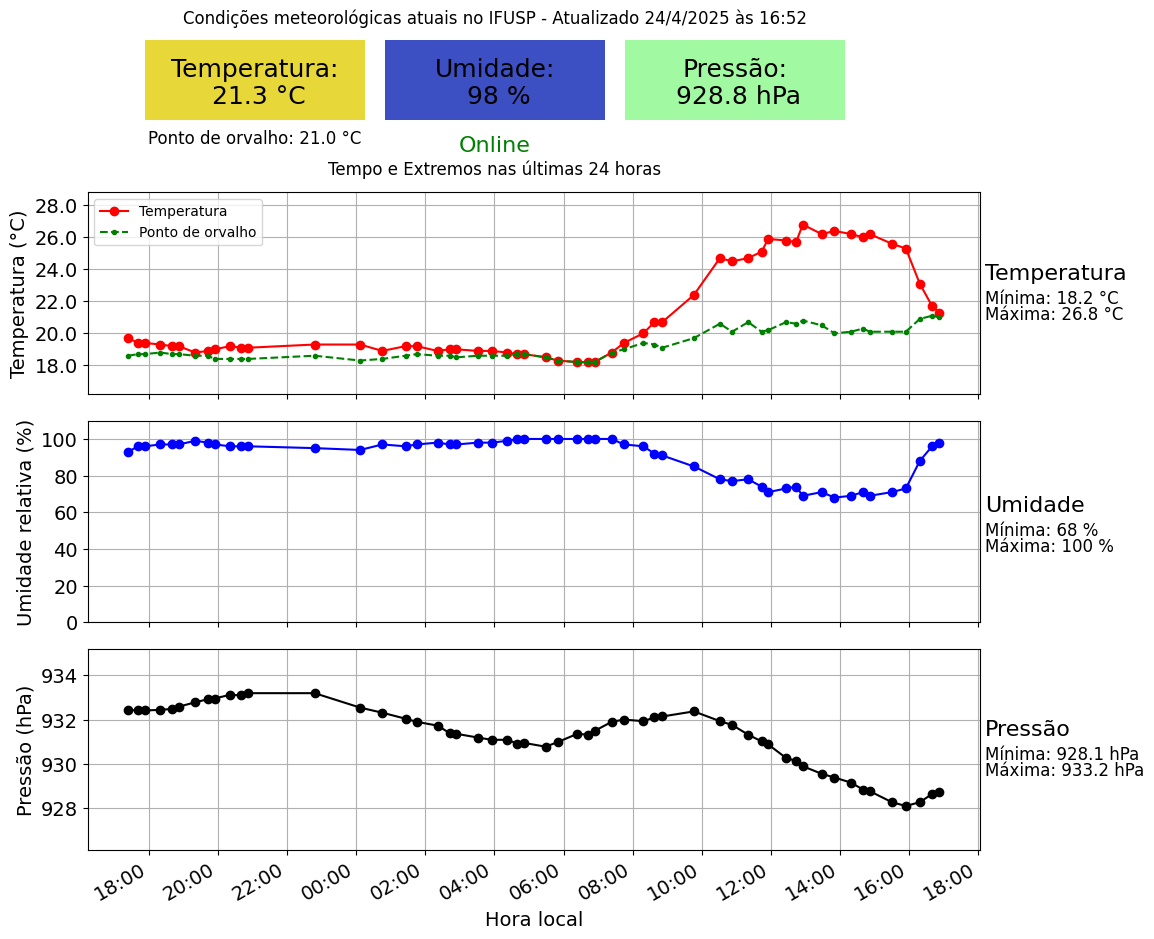 Condições meteorológicas atuais no IFUSP - Atualizado 24/4/2025 às 16:52
Temperatura:
21.3 °C
Umidade:
98 %
Pressão:
928.8 hPa
Ponto de orvalho: 21.0 °C
Online
Tempo e Extremos nas últimas 24 horas
Temperatura (°C)
28.0
26.0
24.0
22.0
20.0
18.0
Temperatura
Ponto de orvalho
Temperatura
Mínima: 18.2 °C
Máxima: 26.8 °C
Umidade relativa (%)
100
80
60
40
20
0
Umidade
Mínima: 68 %
Máxima: 100 %
Pressão (hPa)
934
932
930
928
Pressão
Mínima: 928.1 hPa
Máxima: 933.2 hPa
18:00 20:00 22:00 00:00 02:00 04:00 06:00 08:00 10:00 12:00 14:00 16:00 18:00
Hora local